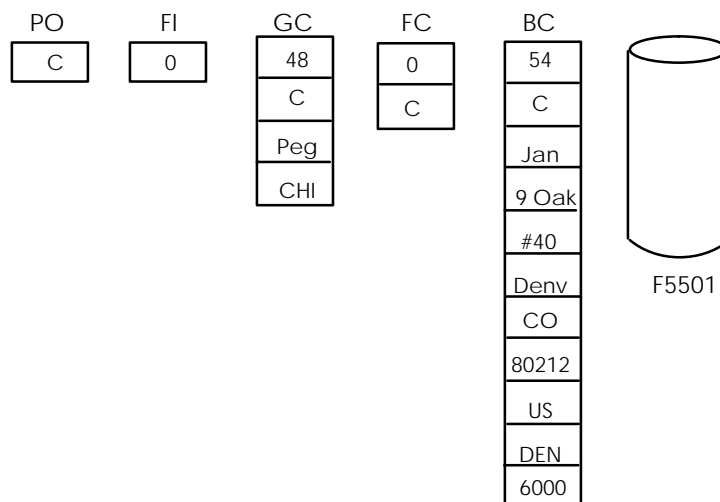 PO
C
FI
0
GC
48
C
Peg
CHI
FC
0
C
BC
54
C
Jan
9 Oak
#40
Denv
CO
80212
US
DEN
6000
F5501